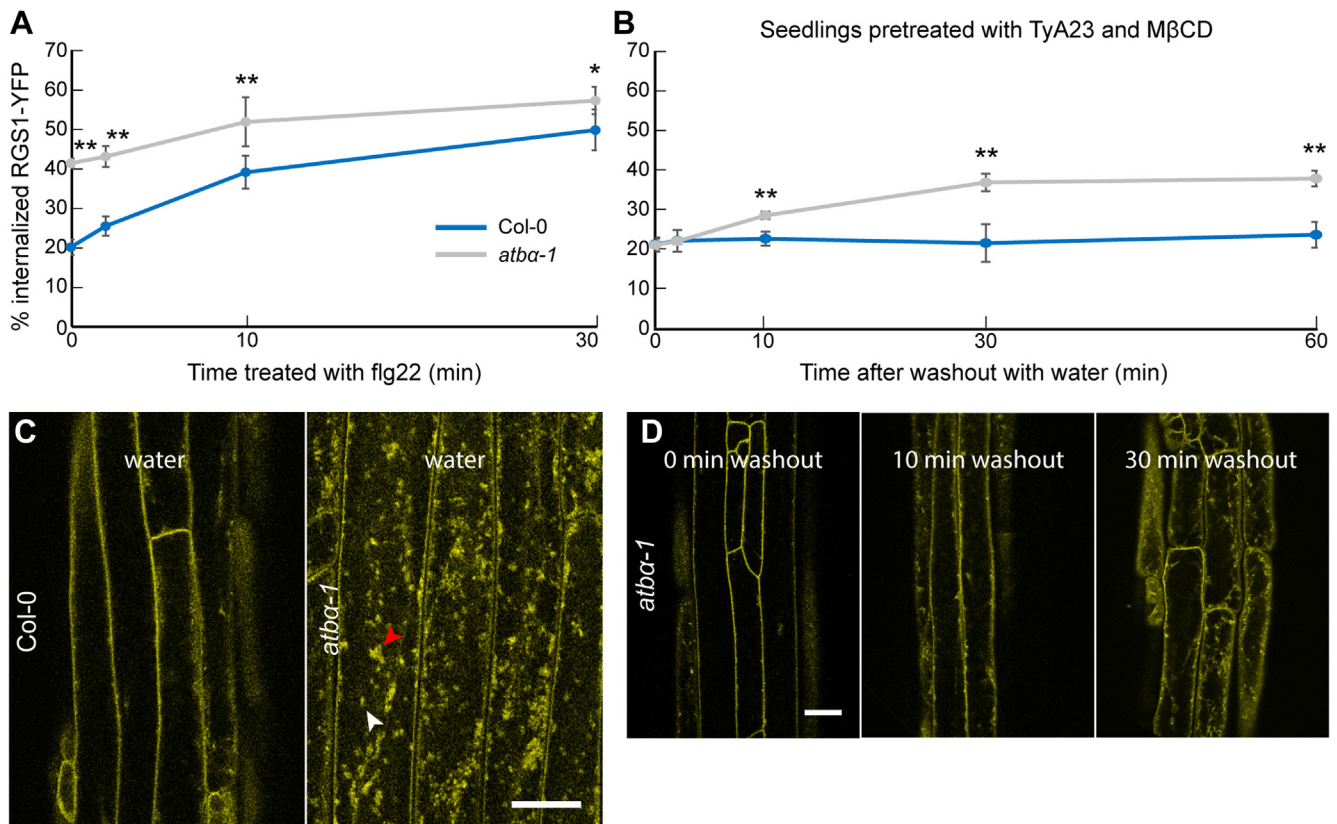 A
% internalized RGS1-YFP
70
60
50
40
30
20
10
0
** ** ** *
Col-0
atbα-1
0 10 30
Time treated with flg22 (min)
B
Seedlings pretreated with TyA23 and MβCD
70
60
50
40
30
20
10
0
** ** **
0 10 30 60
Time after washout with water (min)
C
Col-0
water
atbα-1
water
D
atbα-1
0 min washout
10 min washout
30 min washout